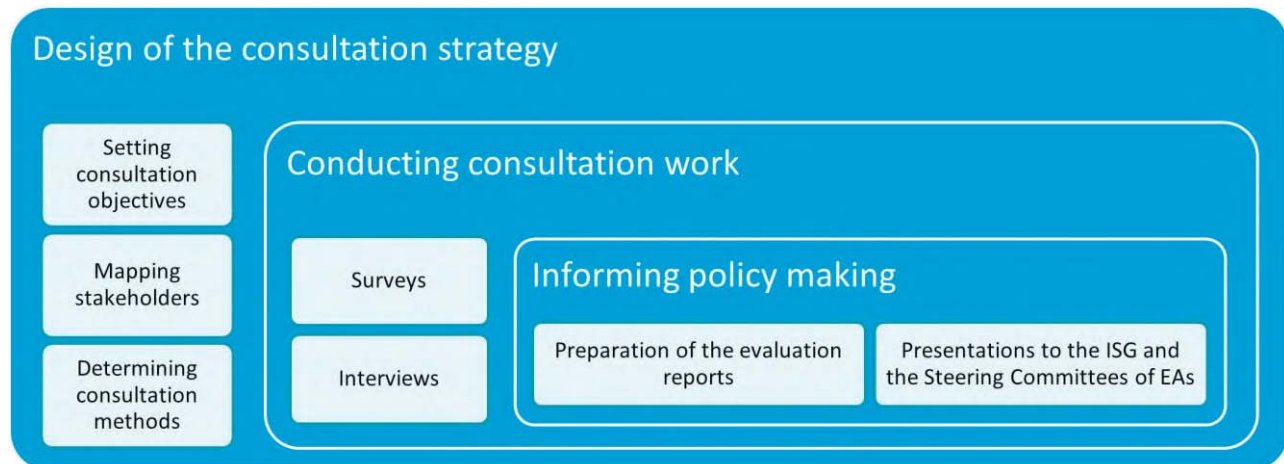 Design of the consultation strategy
Setting
consultation
objectives
Mapping
stakeholders
Determining
consultation
methods
Conducting consultation work
Surveys
Interviews
Informing policy making
Preparation of the evaluation
reports
Presentations to the ISG and
the Steering Committees of EAs